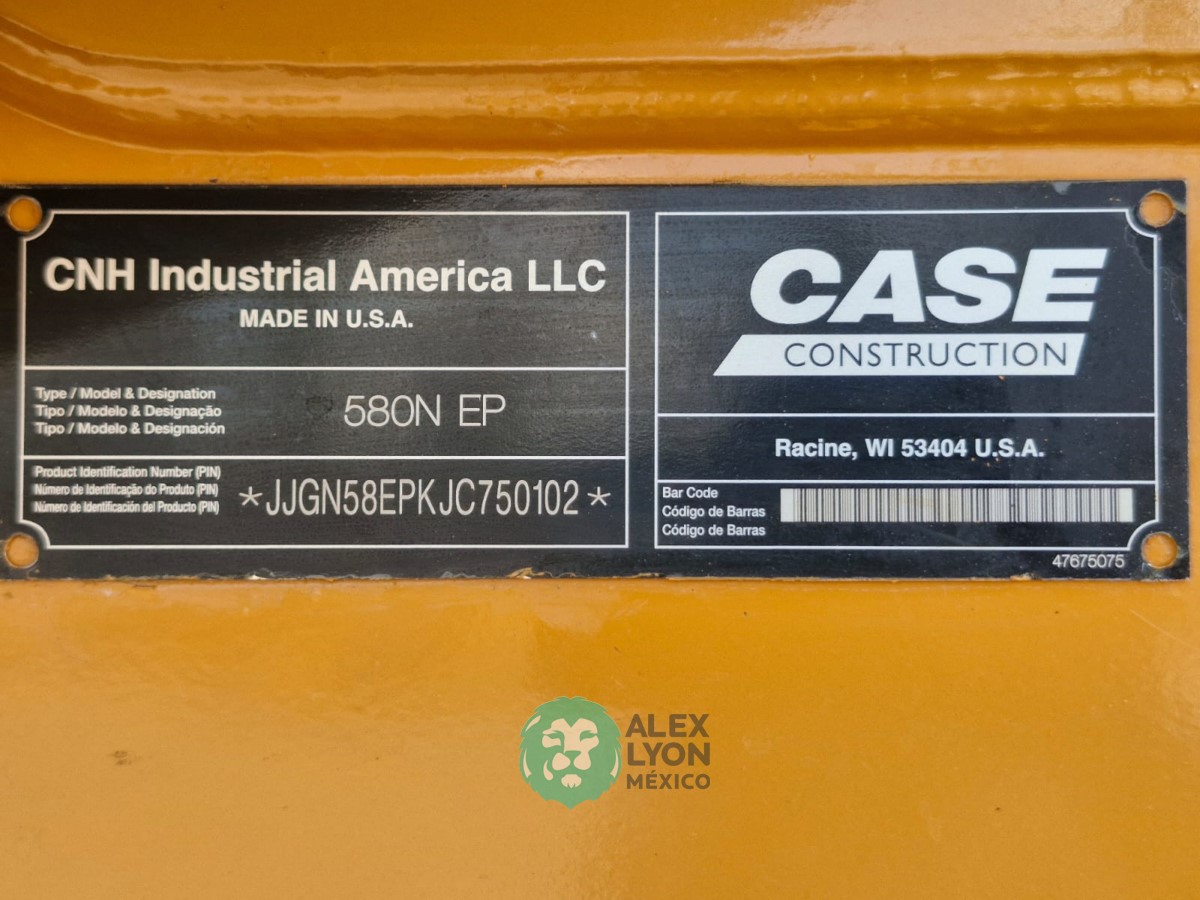 CNH Industrial America LLC
MADE IN U.S.A.
Type / Model & Designation
Tipo / Modelo & Designação
Tipo / Modelo & Designación
580N EP
Product Identification Number (PIN)
Número de Identificação do Produto (PIN)
Número de Identificación del Producto (PIN)
*JJGN58EPKJC750102*
CASE
CONSTRUCTION
Racine, WI 53404 U.S.A.
Bar Code
Código de Barras
Código de Barras
47675075
ALEX
LYON
MÉXICO